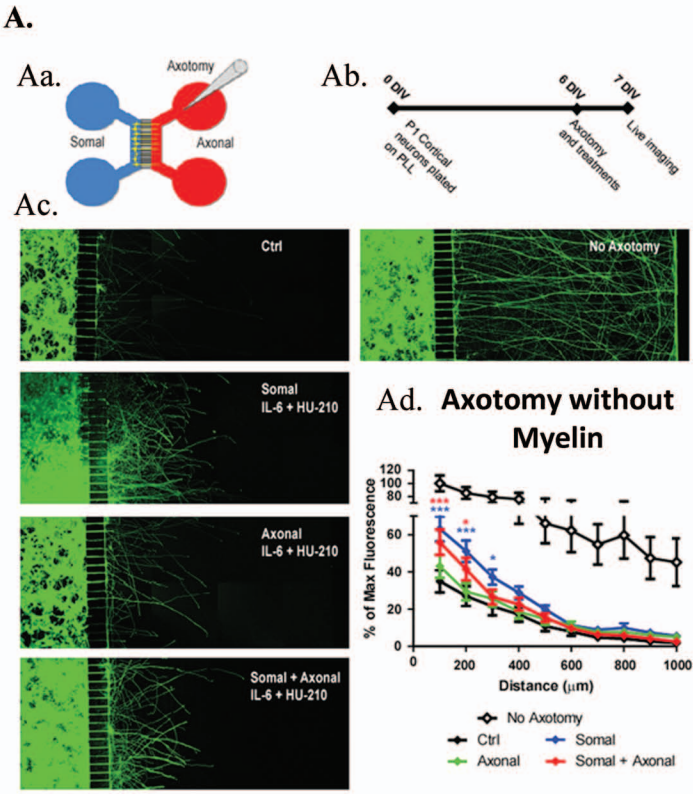 A.
Aa.
Axotomy
Somal
Axonal
Ab.
0 DIV
6 DIV
7 DIV
P1 Cortical
neurons plated
on PLL
Axotomy
and treatments
Live imaging
Ac.
Ctrl
No Axotomy
Somal
IL-6 + HU-210
Axonal
IL-6 + HU-210
Somal + Axonal
IL-6 + HU-210
Ad. Axotomy without
Myelin
% of Max Fluorescence
120
100
80
60
40
20
0
***
***
*
***
*
0 200 400 600 800 1000
Distance (μm)
No Axotomy
Ctrl
Somal
Axonal
Somal + Axonal